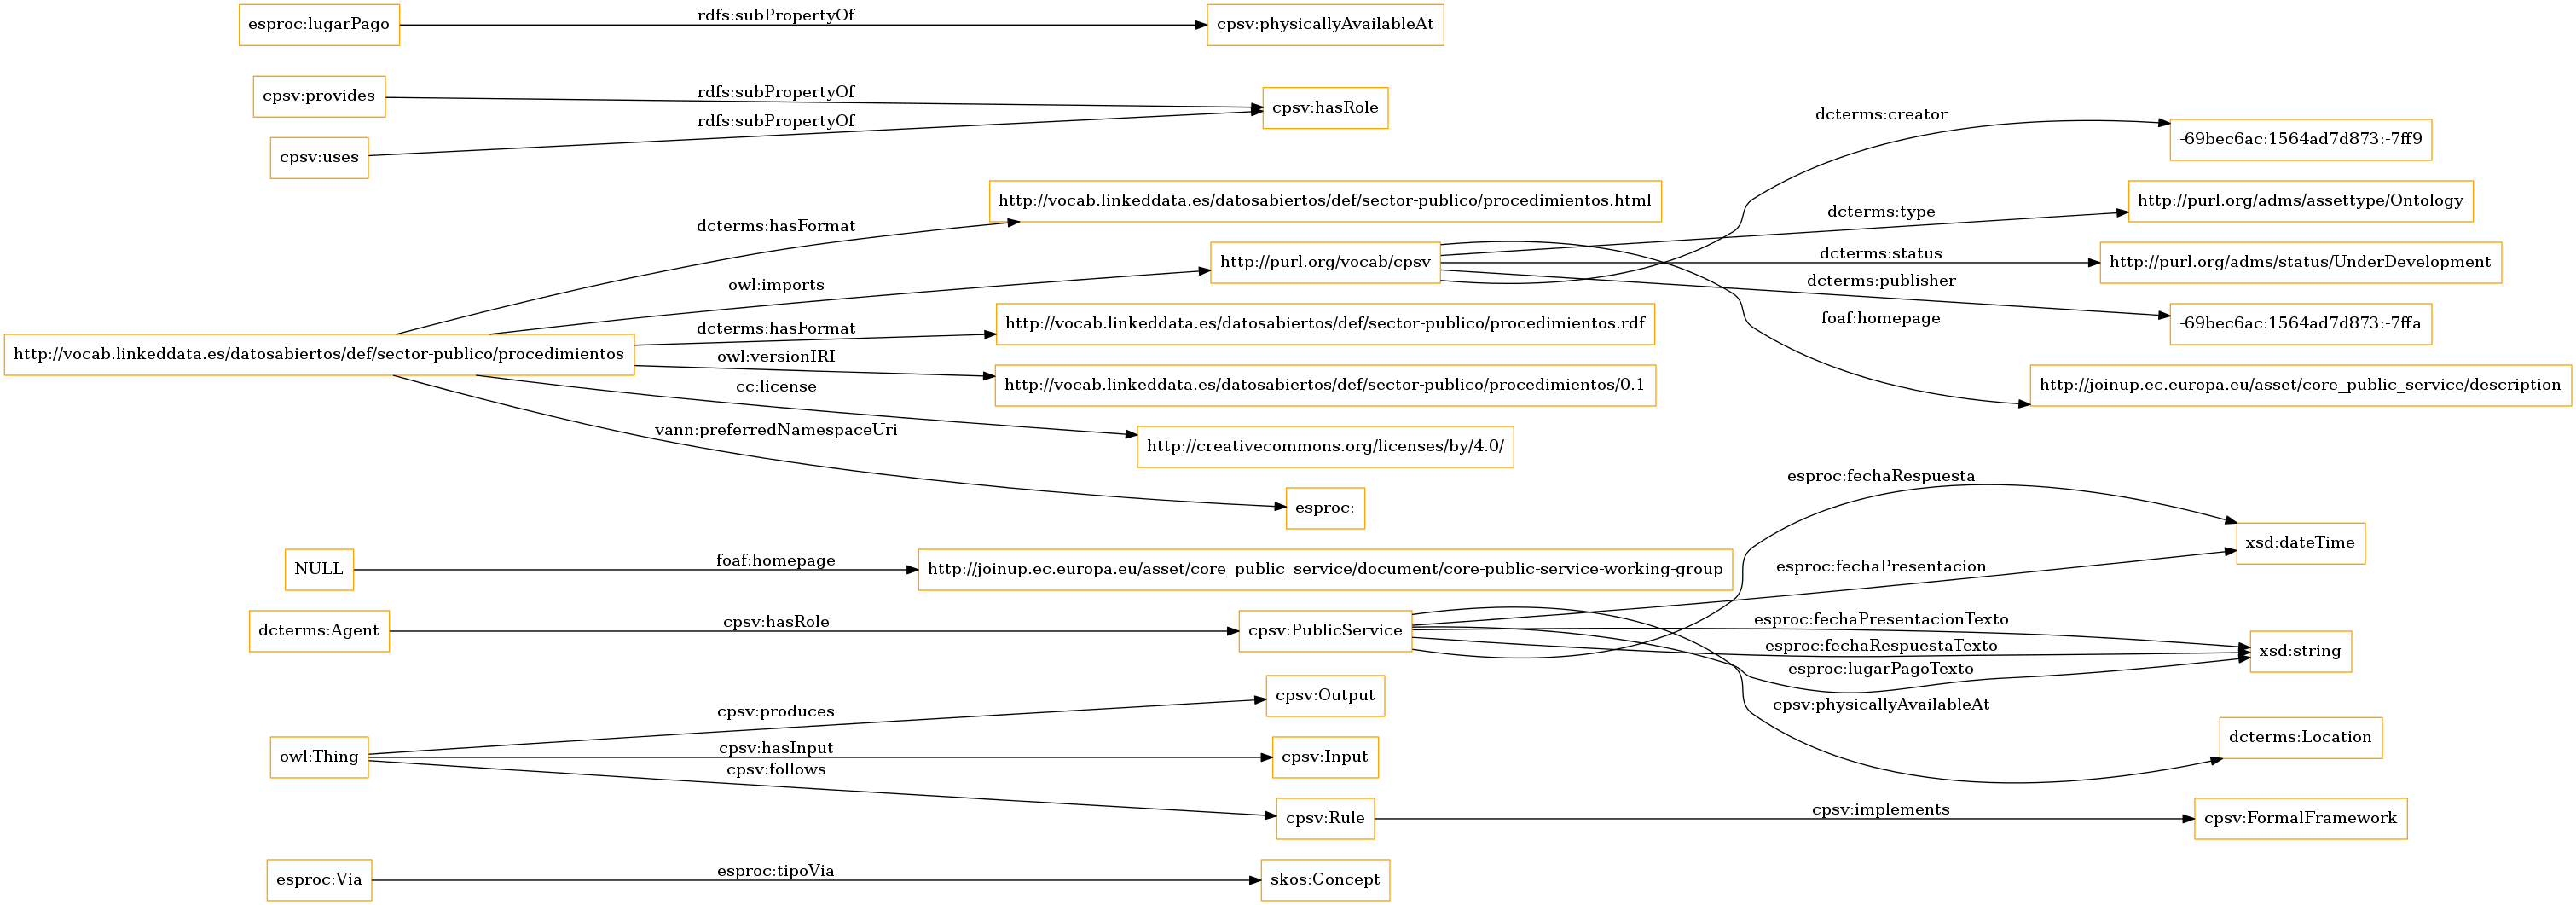 esproc:lugarPago
rdfs:subPropertyOf
cpsv:physicallyAvailableAt
cpsv:provides
rdfs:subPropertyOf
cpsv:hasRole
cpsv:uses
rdfs:subPropertyOf
dcterms:creator
-69bec6ac:1564ad7d873:-7ff9
http://vocab.linkeddata.es/datosabiertos/def/sector-publico/procedimientos.html
dcterms:hasFormat
dcterms:type
http://purl.org/adms/assettype/Ontology
http://purl.org/vocab/cpsv
owl:imports
dcterms:status
http://purl.org/adms/status/UnderDevelopment
dcterms:publisher
-69bec6ac:1564ad7d873:-7ffa
foaf:homepage
http://joinup.ec.europa.eu/asset/core_public_service/description
http://vocab.linkeddata.es/datosabiertos/def/sector-publico/procedimientos
dcterms:hasFormat
http://vocab.linkeddata.es/datosabiertos/def/sector-publico/procedimientos.rdf
owl:versionIRI
http://vocab.linkeddata.es/datosabiertos/def/sector-publico/procedimientos/0.1
cc:license
http://creativecommons.org/licenses/by/4.0/
vann:preferredNamespaceUri
esproc:
NULL
foaf:homepage
http://joinup.ec.europa.eu/asset/core_public_service/document/core-public-service-working-group
dcterms:Agent
cpsv:hasRole
cpsv:PublicService
esproc:fechaRespuesta
xsd:dateTime
esproc:fechaPresentacion
esproc:fechaPresentacionTexto
esproc:fechaRespuestaTexto
xsd:string
esproc:lugarPagoTexto
cpsv:physicallyAvailableAt
dcterms:Location
owl:Thing
cpsv:produces
cpsv:Output
cpsv:hasInput
cpsv:Input
cpsv:follows
cpsv:Rule
cpsv:implements
cpsv:FormalFramework
esproc:Via
esproc:tipoVia
skos:Concept